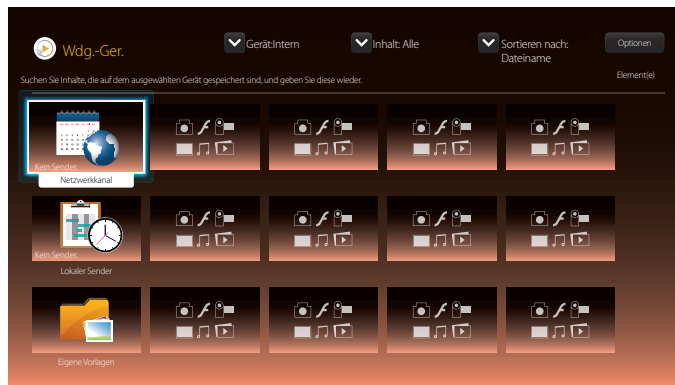 Wdg.-Ger.
Gerät:Intern
Inhalt: Alle
Sortieren nach:
Dateiname
Optionen
Suchen Sie Inhalte, die auf dem ausgewählten Gerät gespeichert sind, und geben Sie diese wieder.
Element(e)
Kein Sender.
Netzwerkkanal
Kein Sender.
Lokaler Sender
Eigene Vorlagen